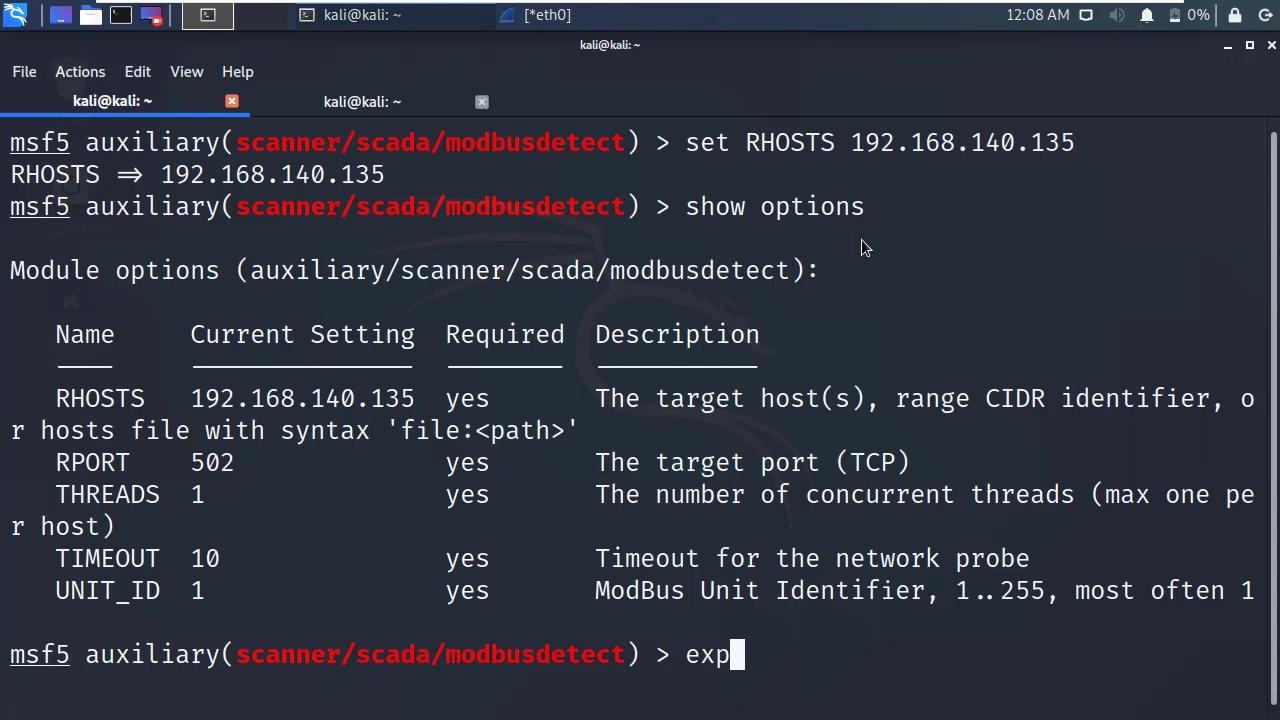 kali@kali: ~
[*eth0]
12:08 AM
0%
kali@kali: ~
File Actions Edit View Help
kali@kali: ~
kali@kali: ~
msf5 auxiliary(scanner/scada/modbusdetect) > set RHOSTS 192.168.140.135
RHOSTS ⇒ 192.168.140.135
msf5 auxiliary(scanner/scada/modbusdetect) > show options
Module options (auxiliary/scanner/scada/modbusdetect):
Name Current Setting Required Description
RHOSTS 192.168.140.135 yes The target host(s), range CIDR identifier, o
r hosts file with syntax 'file:<path>'
RPORT 502 yes The target port (TCP)
THREADS 1 yes The number of concurrent threads (max one pe
r host)
TIMEOUT 10 yes Timeout for the network probe
UNIT_ID 1 yes ModBus Unit Identifier, 1..255, most often 1
msf5 auxiliary(scanner/scada/modbusdetect) > exp